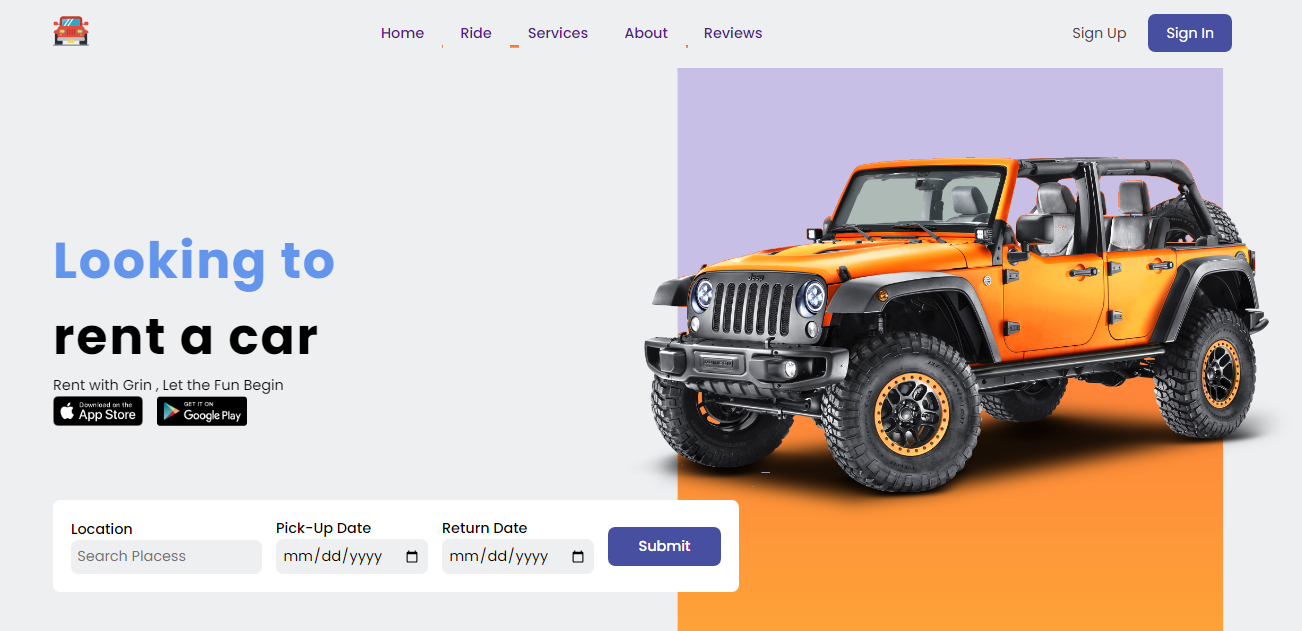 Home Ride Services About Reviews Sign Up Sign In
Looking to
rent a car
Rent with Grin , Let the Fun Begin
Download on the App Store GET IT ON Google Play
Location Pick-Up Date Return Date
Search Placess mm/dd/yyyy mm/dd/yyyy Submit
Jeep